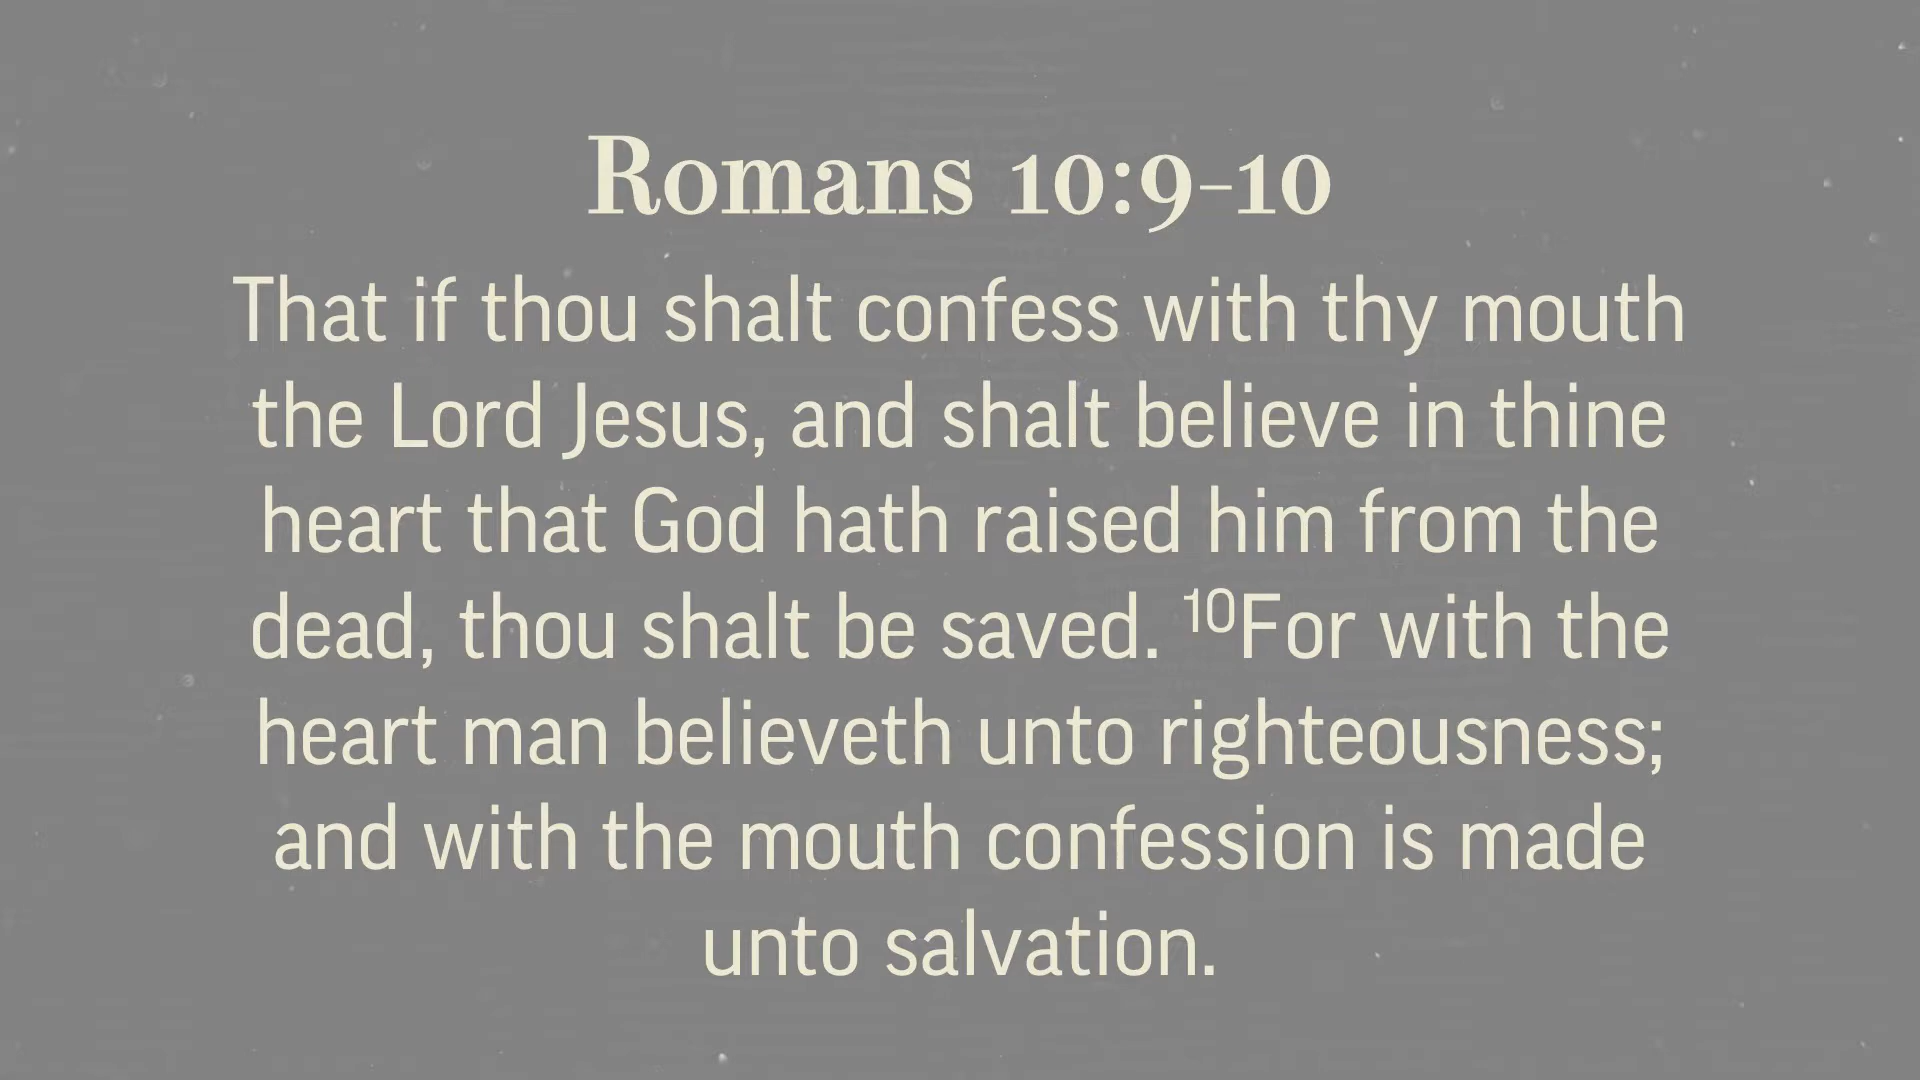 Romans 10:9-10
That if thou shalt confess with thy mouth
the Lord Jesus, and shalt believe in thine
heart that God hath raised him from the
dead, thou shalt be saved. ¹⁰For with the
heart man believeth unto righteousness;
and with the mouth confession is made
unto salvation.